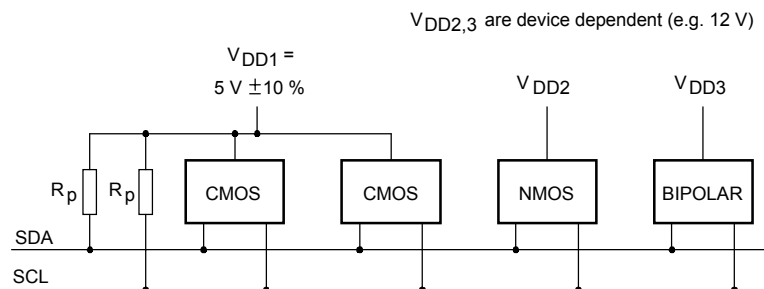 VDD2,3 are device dependent (e.g. 12 V)
VDD1 =
5 V ±10 %
VDD2
VDD3
Rp
Rp
CMOS
CMOS
NMOS
BIPOLAR
SDA
SCL